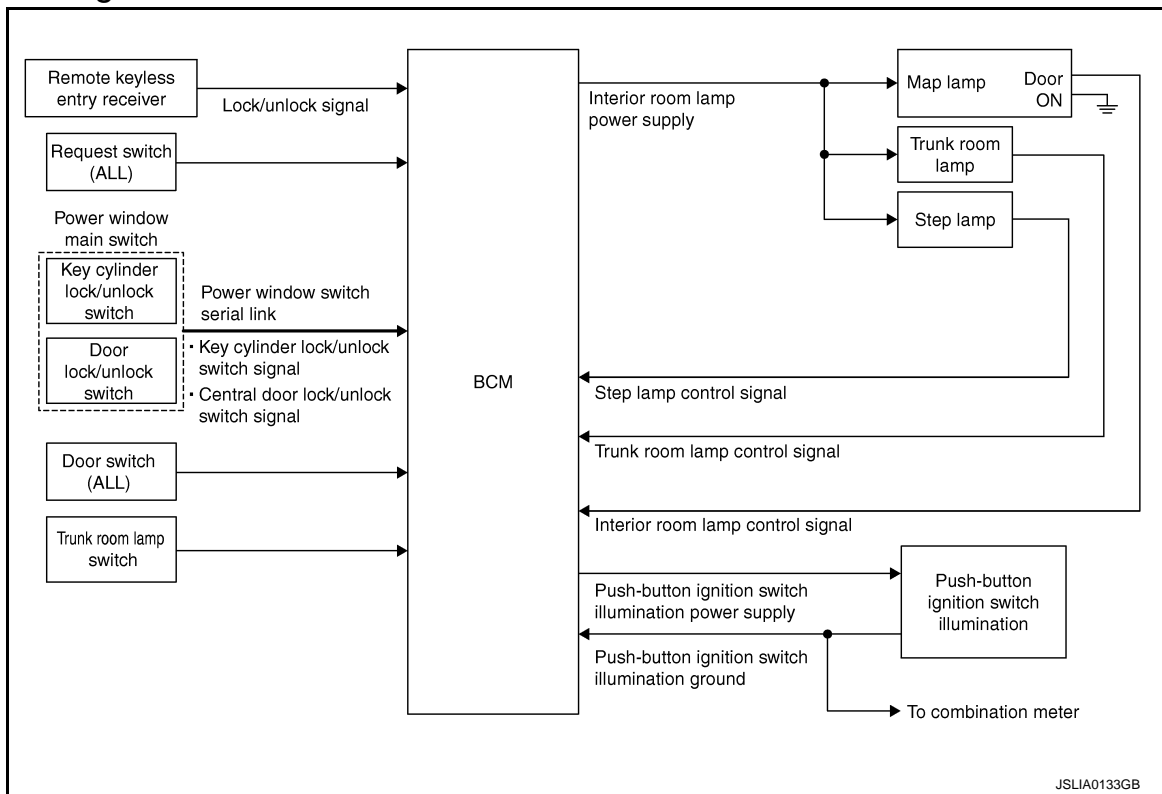 Remote keyless
entry receiver
Lock/unlock signal
Request switch
(ALL)
Power window
main switch
Key cylinder
lock/unlock
switch
Door
lock/unlock
switch
Power window switch
serial link
· Key cylinder lock/unlock
switch signal
· Central door lock/unlock
switch signal
Door switch
(ALL)
Trunk room lamp
switch
BCM
Interior room lamp
power supply
Map lamp
Door
ON
Trunk room
lamp
Step lamp
Step lamp control signal
Trunk room lamp control signal
Interior room lamp control signal
Push-button ignition switch
illumination power supply
Push-button ignition switch
illumination ground
Push-button
ignition switch
illumination
To combination meter
JSLIA0133GB